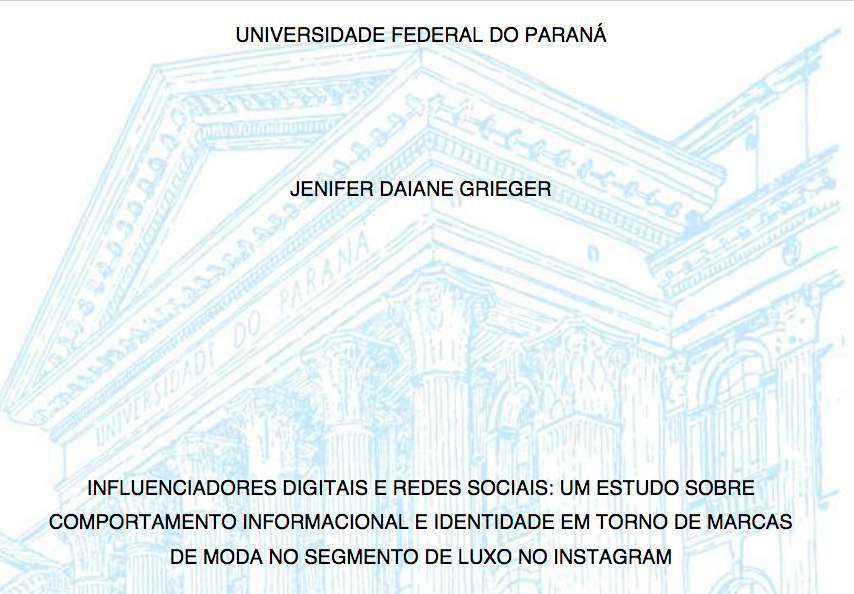 UNIVERSIDADE FEDERAL DO PARANÁ
JENIFER DAIANE GRIEGER
UNIVERSIDADE DO PARANÁ
INFLUENCIADORES DIGITAIS E REDES SOCIAIS: UM ESTUDO SOBRE
COMPORTAMENTO INFORMACIONAL E IDENTIDADE EM TORNO DE MARCAS
DE MODA NO SEGMENTO DE LUXO NO INSTAGRAM